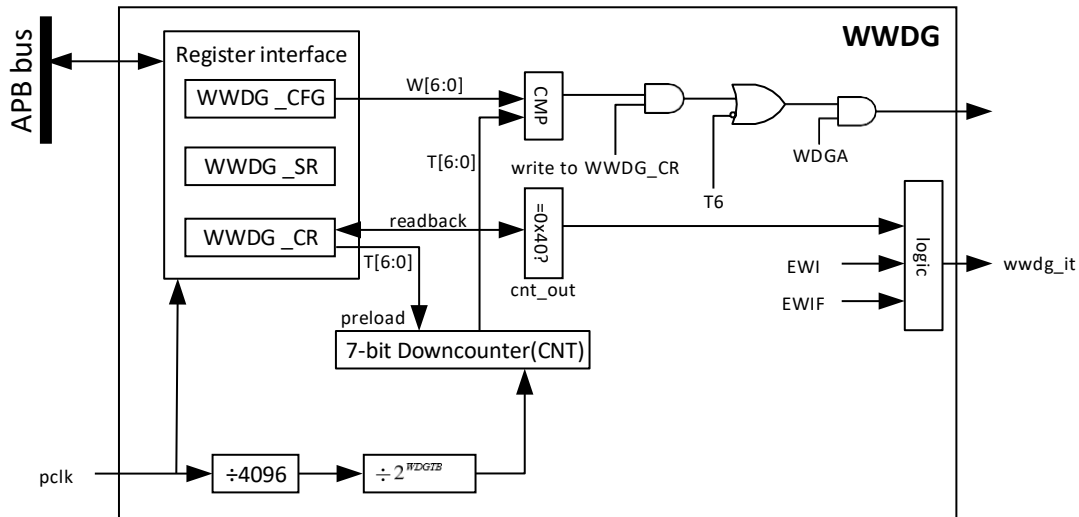 WWDG
APB bus
Register interface
WWDG _CFG
W[6:0]
CMP
WDGA
T[6:0]
write to WWDG_CR
WWDG _SR
T6
readback
=0x40?
WWDG _CR
T[6:0]
logic
EWI
wwdg_it
cnt_out
EWIF
preload
7-bit Downcounter(CNT)
pclk
÷4096
÷2^WDGTB